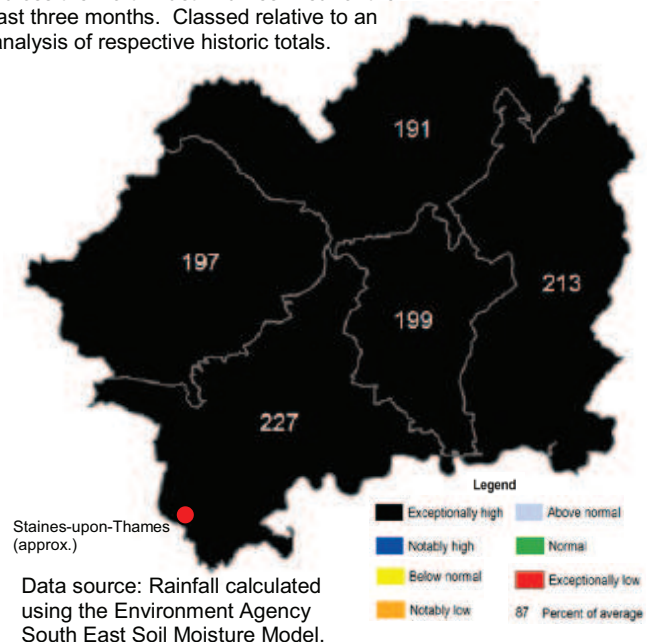 last three months. Classed relative to an
analysis of respective historic totals.
191
197
213
199
227
Staines-upon-Thames
(approx.)
Legend
Exceptionally high
Above normal
Notably high
Normal
Below normal
Exceptionally low
Notably low
87 Percent of average
Data source: Rainfall calculated
using the Environment Agency
South East Soil Moisture Model.